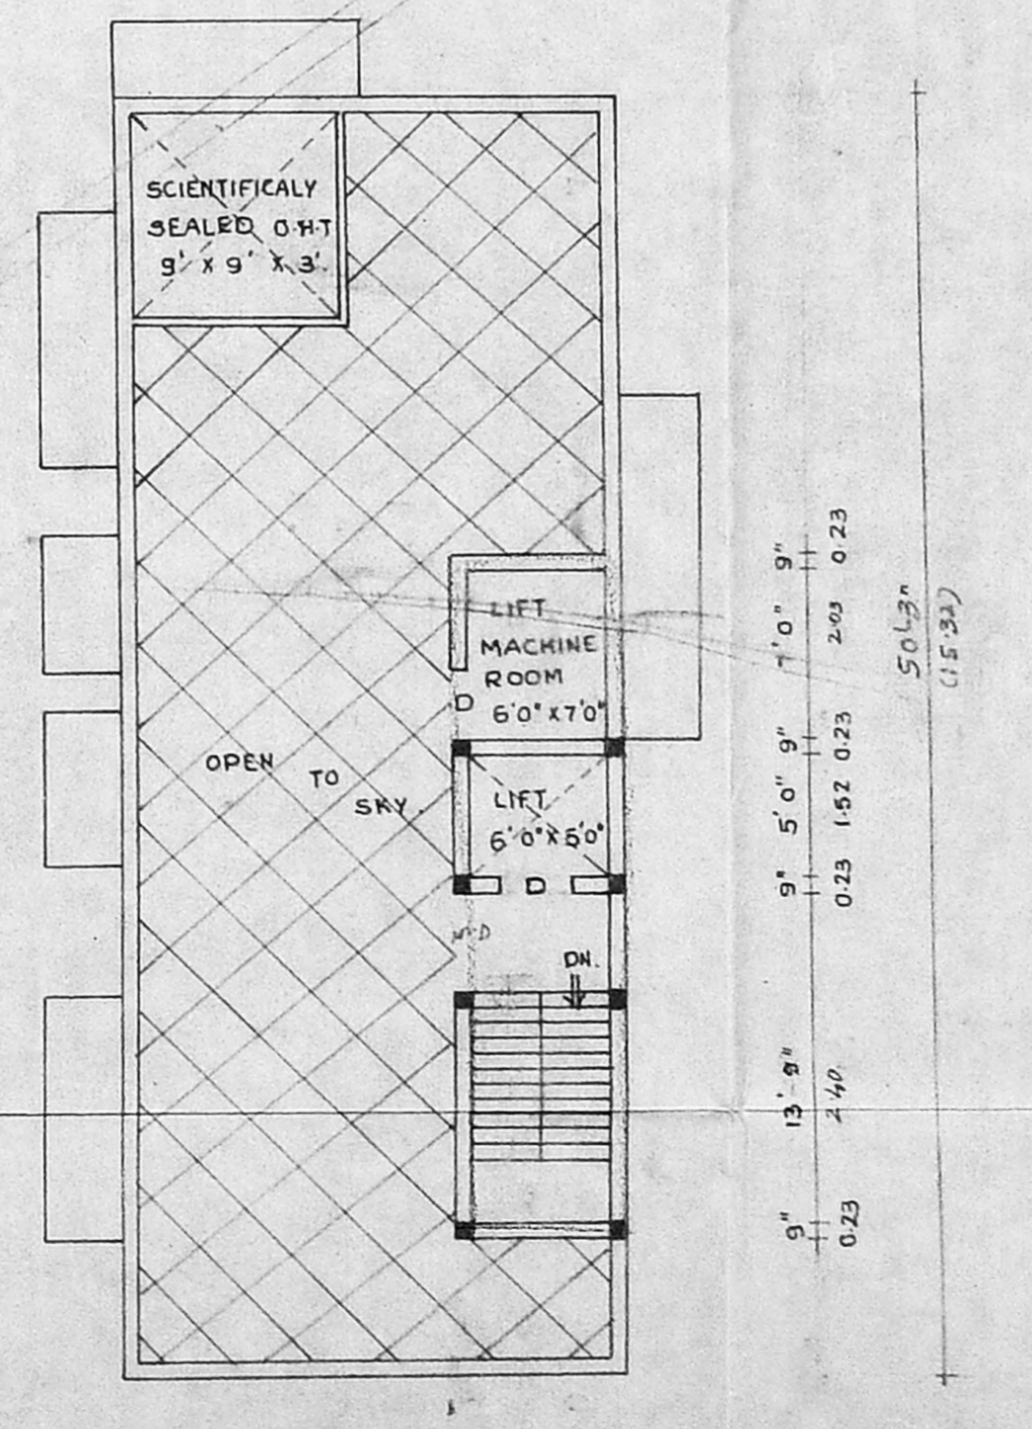 SCIENTIFICALY
SEALED O.H.T
9' X 9' X 3'.
LIFT
MACHINE
ROOM
D
6'0" X 7'0"
OPEN TO SKY.
LIFT
6'0" X 5'0"
D
DN.
9" 0.23
7'0" 2.03
9" 0.23
5'0" 1.52
9" 0.23
13'-9"
9" 0.23
50'-3"
(15.32)